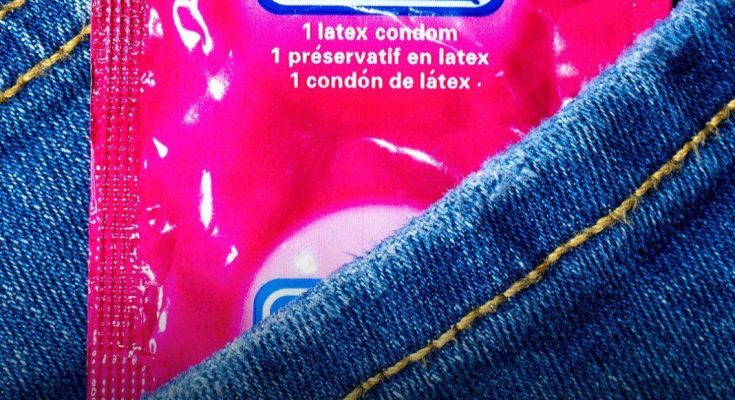 1 latex condom
1 préservatif en latex
1 condón de látex